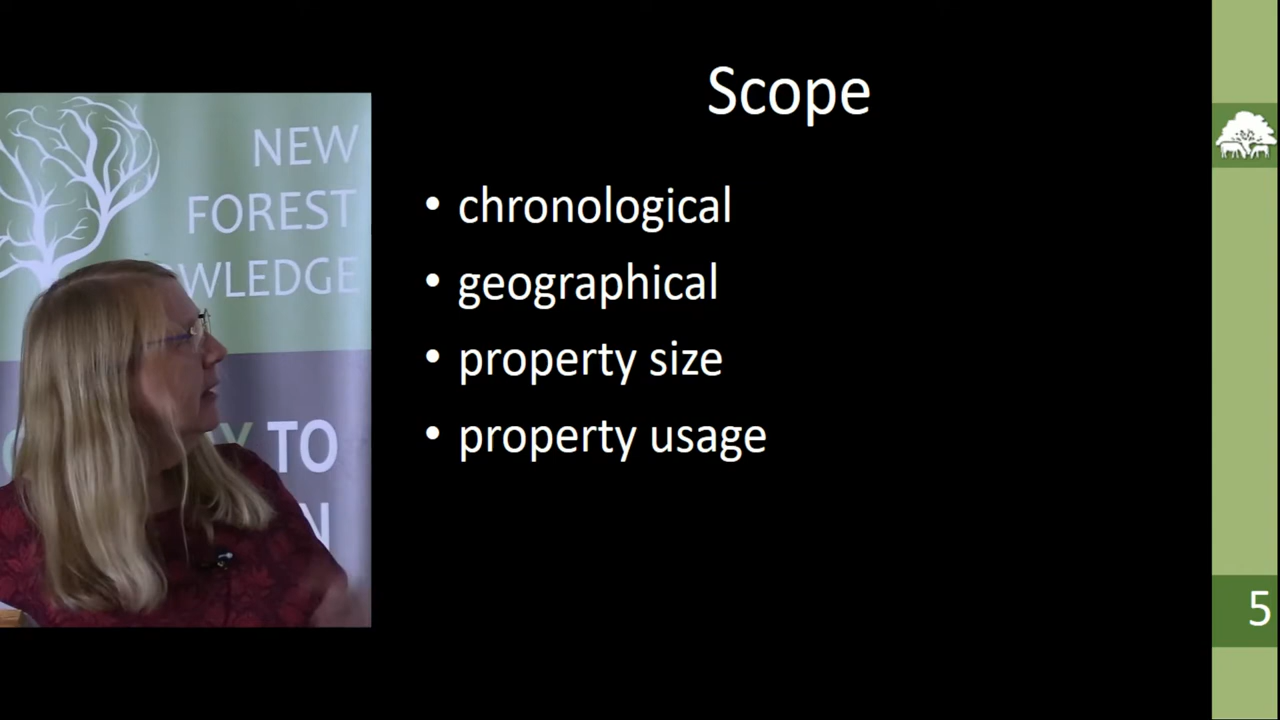 Scope
• chronological
• geographical
• property size
• property usage
NEW
FOREST
WLEDGE
TO
N
5